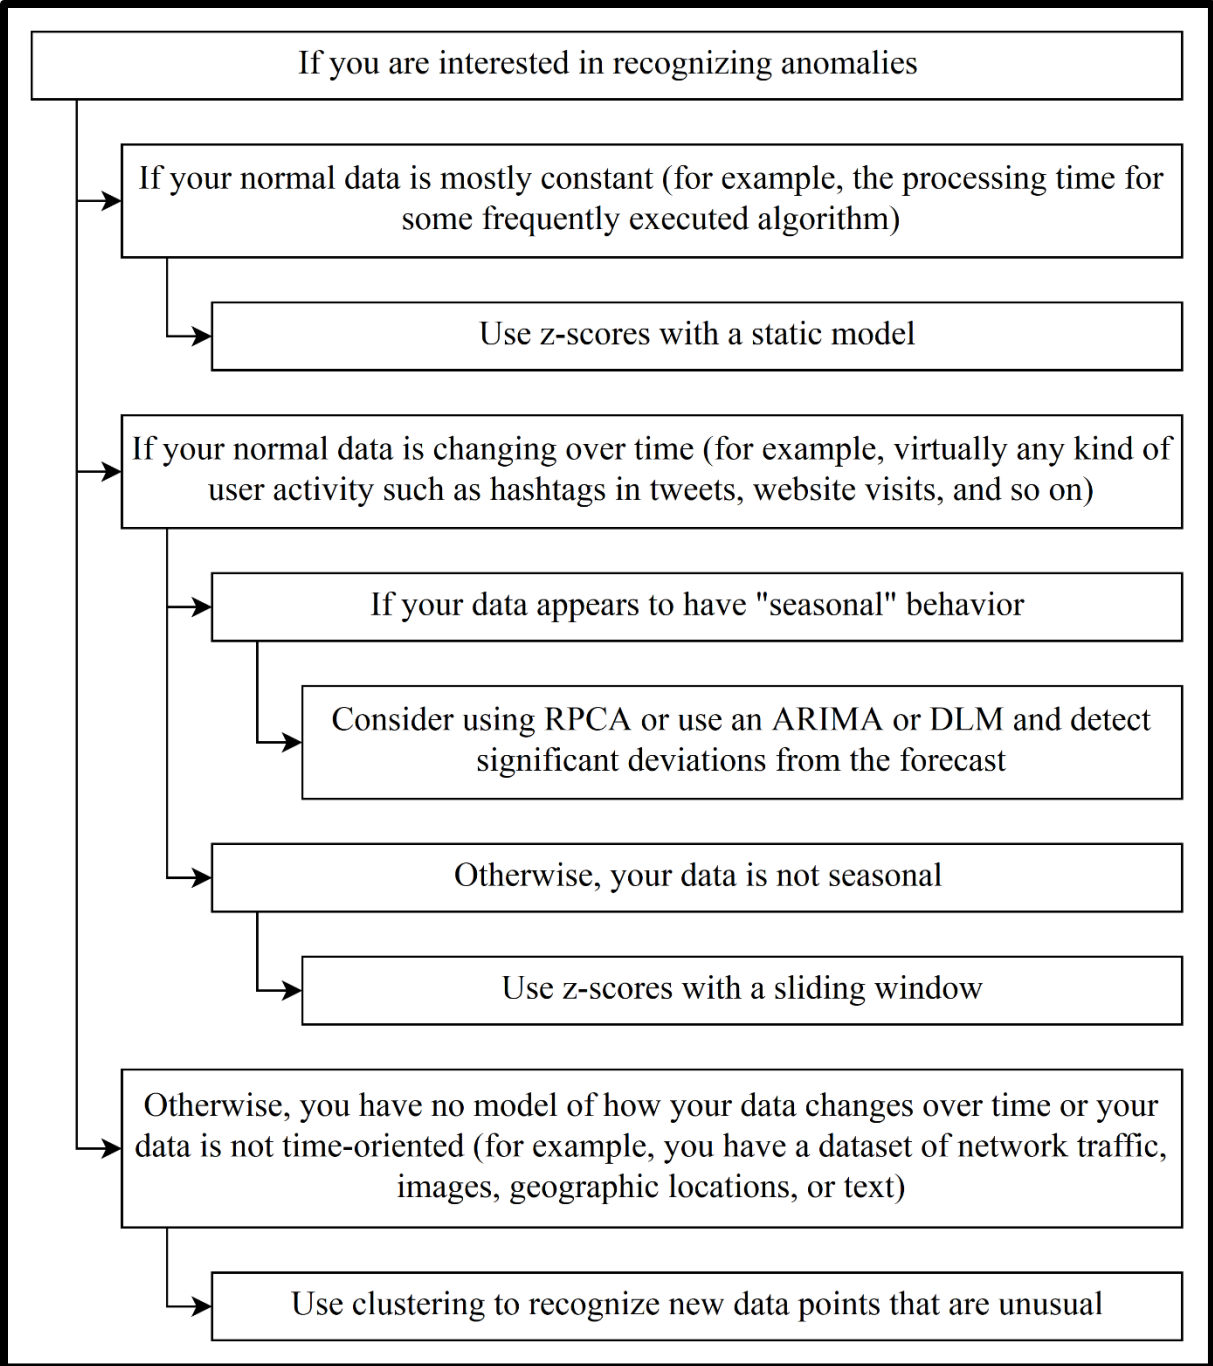 If you are interested in recognizing anomalies
If your normal data is mostly constant (for example, the processing time for
some frequently executed algorithm)
Use z-scores with a static model
If your normal data is changing over time (for example, virtually any kind of
user activity such as hashtags in tweets, website visits, and so on)
If your data appears to have "seasonal" behavior
Consider using RPCA or use an ARIMA or DLM and detect
significant deviations from the forecast
Otherwise, your data is not seasonal
Use z-scores with a sliding window
Otherwise, you have no model of how your data changes over time or your
data is not time-oriented (for example, you have a dataset of network traffic,
images, geographic locations, or text)
Use clustering to recognize new data points that are unusual